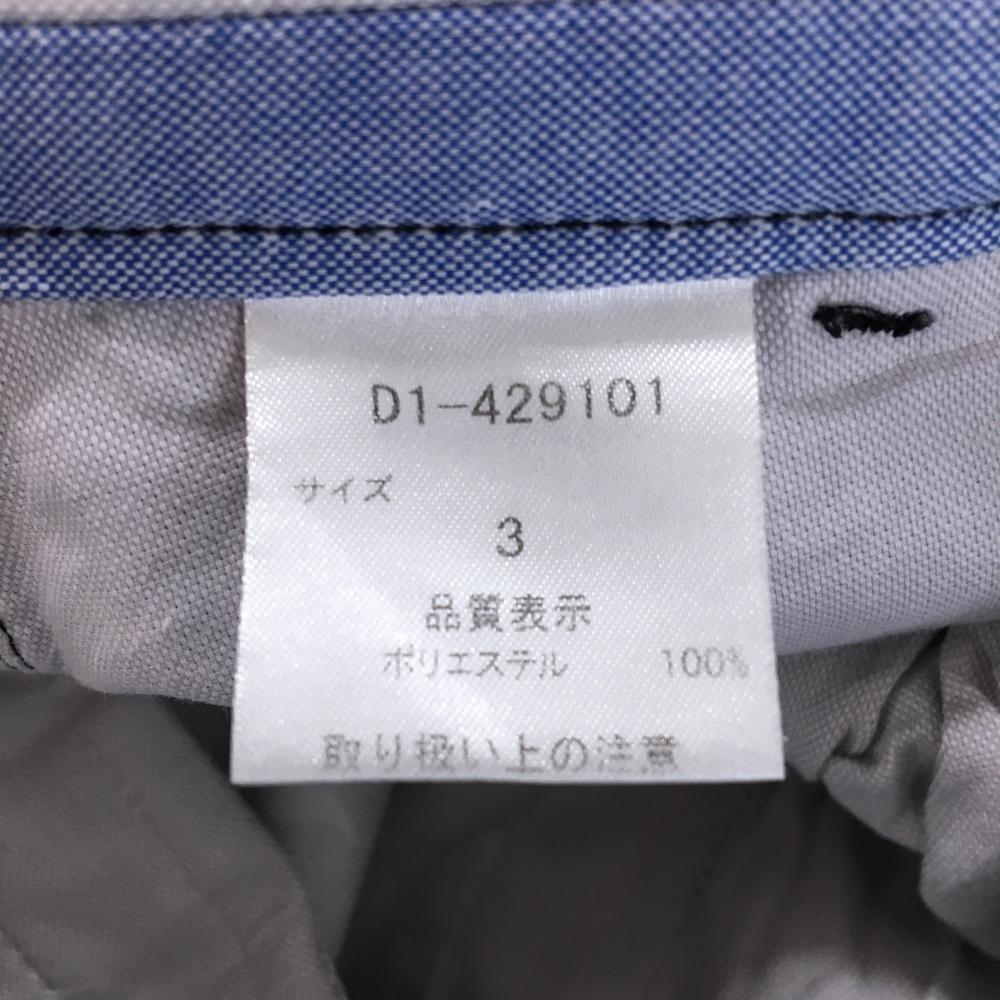 D1-429101
サイズ
3
品質表示
ポリエステル 100%
取り扱い上の注意